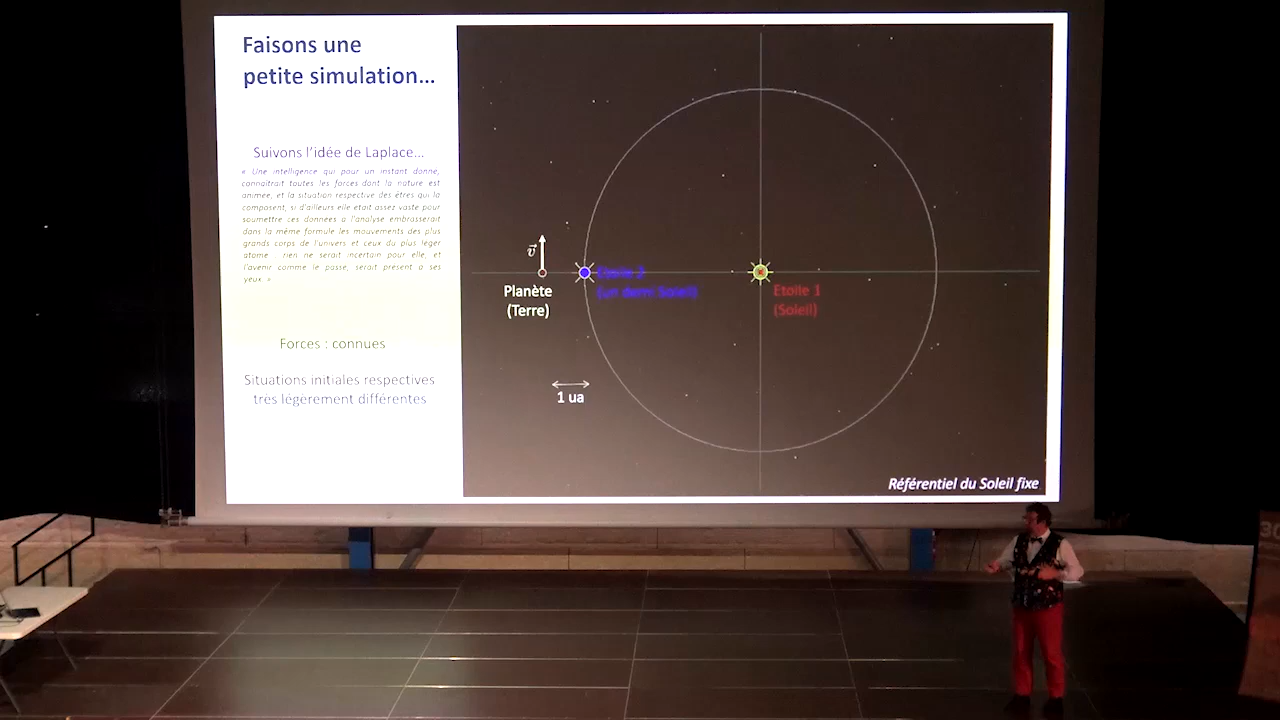 Faisons une
petite simulation...
Suivons l'idée de Laplace...
« Une intelligence qui pour un instant donné,
connaîtrait toutes les forces dont la nature est
animée, et la situation respective des êtres qui la
composent, si d'ailleurs elle était assez vaste pour
soumettre ces données à l'analyse embrasserait
dans la même formule les mouvements des plus
grands corps de l'univers et ceux du plus léger
atome : rien ne serait incertain pour elle, et
l'avenir comme le passé, serait présent à ses
yeux. »
Forces : connues
Situations initiales respectives
très légèrement différentes
v
Planète
(Terre)
Etoile 2
(un demi Soleil)
Etoile 1
(Soleil)
1 ua
Référentiel du Soleil fixe